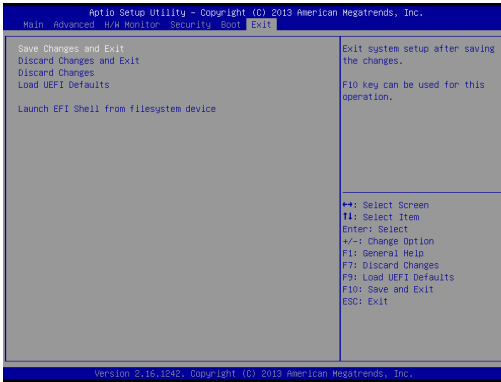 Aptio Setup Utility – Copyright (C) 2013 American Megatrends, Inc.
Main Advanced H/W Monitor Security Boot Exit
Save Changes and Exit
Discard Changes and Exit
Discard Changes
Load UEFI Defaults
Launch EFI Shell from filesystem device
Exit system setup after saving
the changes.
F10 key can be used for this
operation.
↔: Select Screen
↑↓: Select Item
Enter: Select
+/-: Change Option
F1: General Help
F7: Discard Changes
F9: Load UEFI Defaults
F10: Save and Exit
ESC: Exit
Version 2.16.1242. Copyright (C) 2013 American Megatrends, Inc.